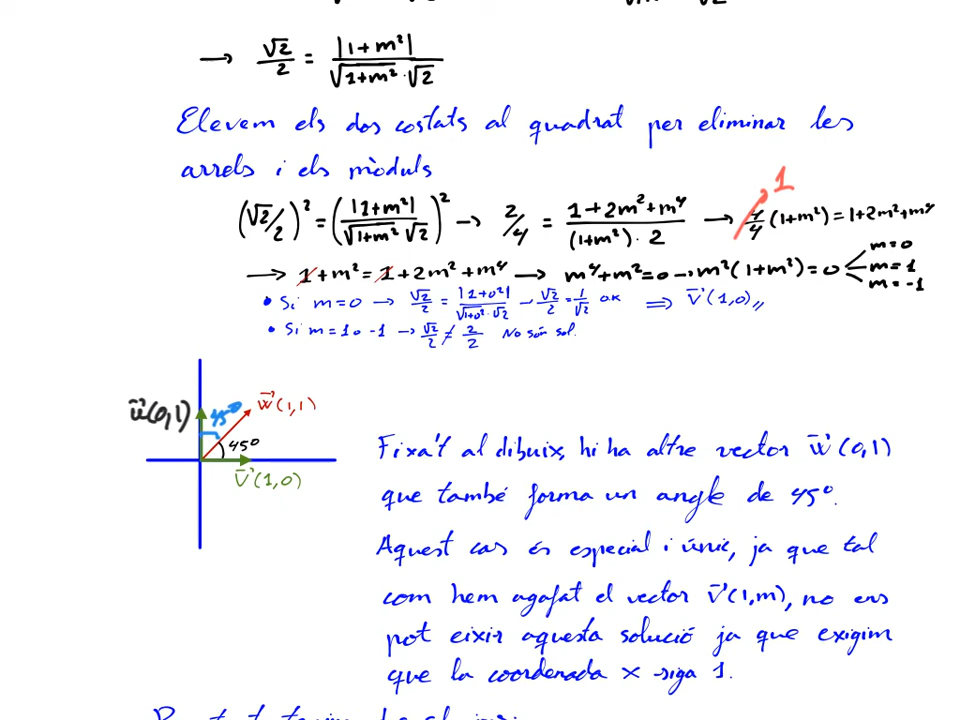 → √2/2 = |1+m²| / (√(1+m²)·√2)
Elevem els dos costats al quadrat per eliminar les
arrels i els mòduls
1
(√2/2)² = (|1+m²| / (√(1+m²) √2))² → 2/4 = (1+2m²+m⁴) / ((1+m²)·2) → 4/4 (1+m²) = 1+2m²+m⁴
→ 1+m² = 1+2m²+m⁴ → m⁴+m²=0 → m²(1+m²)=0 m=0 m=1 m=-1
• Si m=0 → √2/2 = |1+0²| / (√(1+0²)·√2) → √2/2 = 1/√2 OK ⟹ v⃗(1,0)
• Si m=1 o -1 → √2/2 ≠ 2/2 No són sol.
u⃗(0,1) 45º w⃗(1,1)
45º
v⃗(1,0)
Fixa't al dibuix, hi ha altre vector w⃗(0,1)
que també forma un angle de 45º.
Aquest cas és especial i únic, ja que tal
com hem agafat el vector v⃗(1,m), no ens
pot eixir aquesta solució ja que exigim
que la coordenada x siga 1.